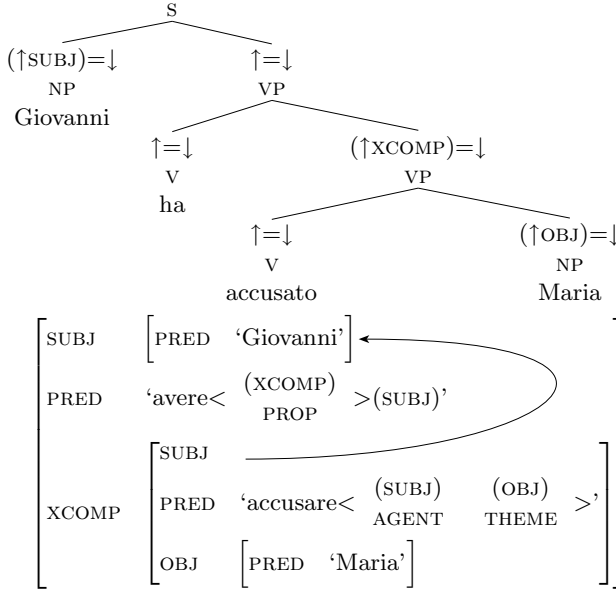 S
(↑SUBJ)=↓ ↑=↓
NP VP
Giovanni
↑=↓ (↑XCOMP)=↓
V VP
ha
↑=↓ (↑OBJ)=↓
V NP
accusato Maria
SUBJ [PRED ‘Giovanni’]
PRED ‘avere< (XCOMP) >(SUBJ)’
PROP
XCOMP
SUBJ
PRED ‘accusare< (SUBJ) (OBJ) >’
AGENT THEME
OBJ [PRED ‘Maria’]